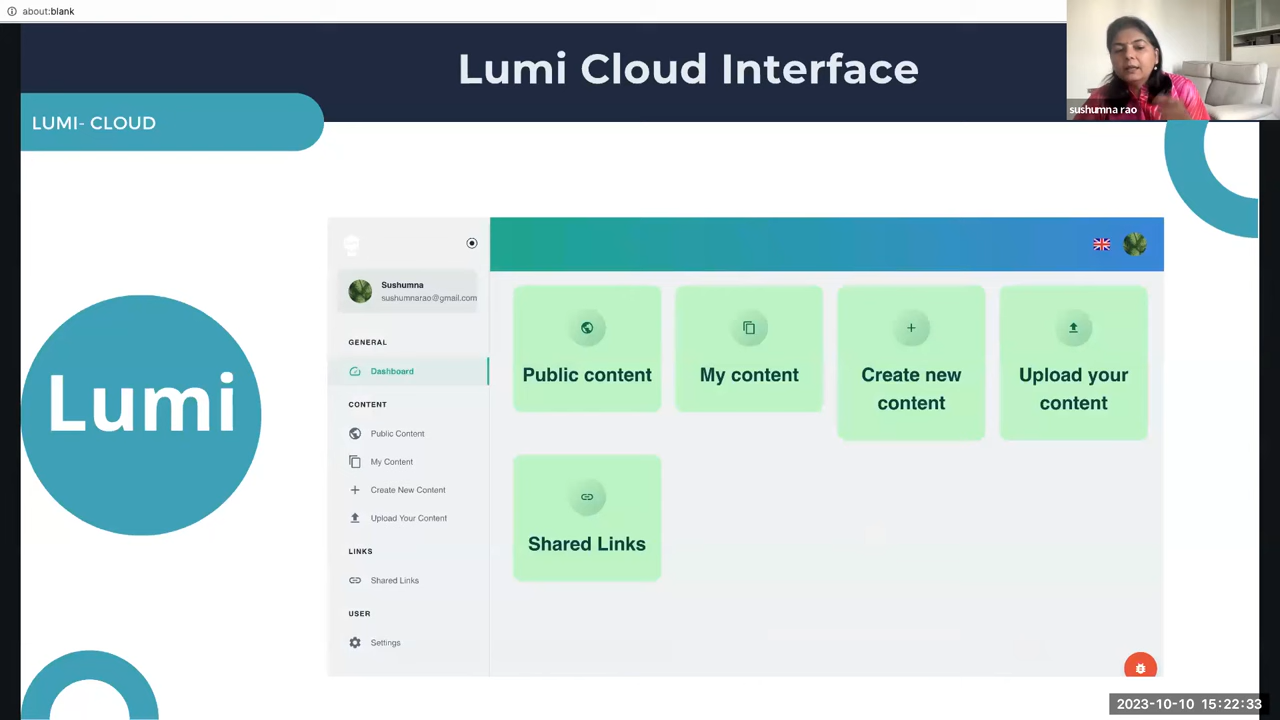 about:blank
Lumi Cloud Interface
sushumna rao
LUMI- CLOUD
Lumi
Sushumna
sushumnarao@gmail.com
GENERAL
Dashboard
CONTENT
Public Content
My Content
Create New Content
Upload Your Content
LINKS
Shared Links
USER
Settings
Public content
My content
Create new
content
Upload your
content
Shared Links
2023-10-10 15:22:33